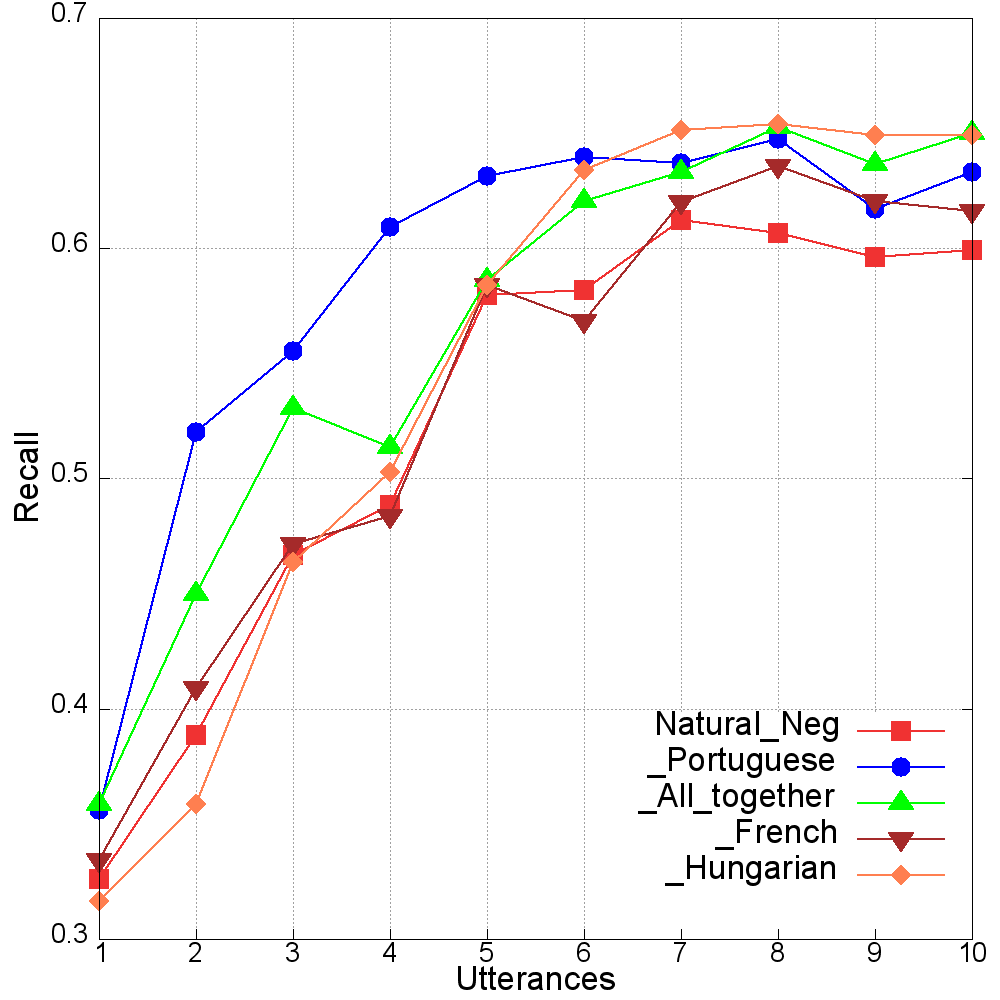 0.7
0.6
0.5
0.4
0.3
Recall
1 2 3 4 5 6 7 8 9 10
Utterances
Natural_Neg
_Portuguese
_All_together
_French
_Hungarian